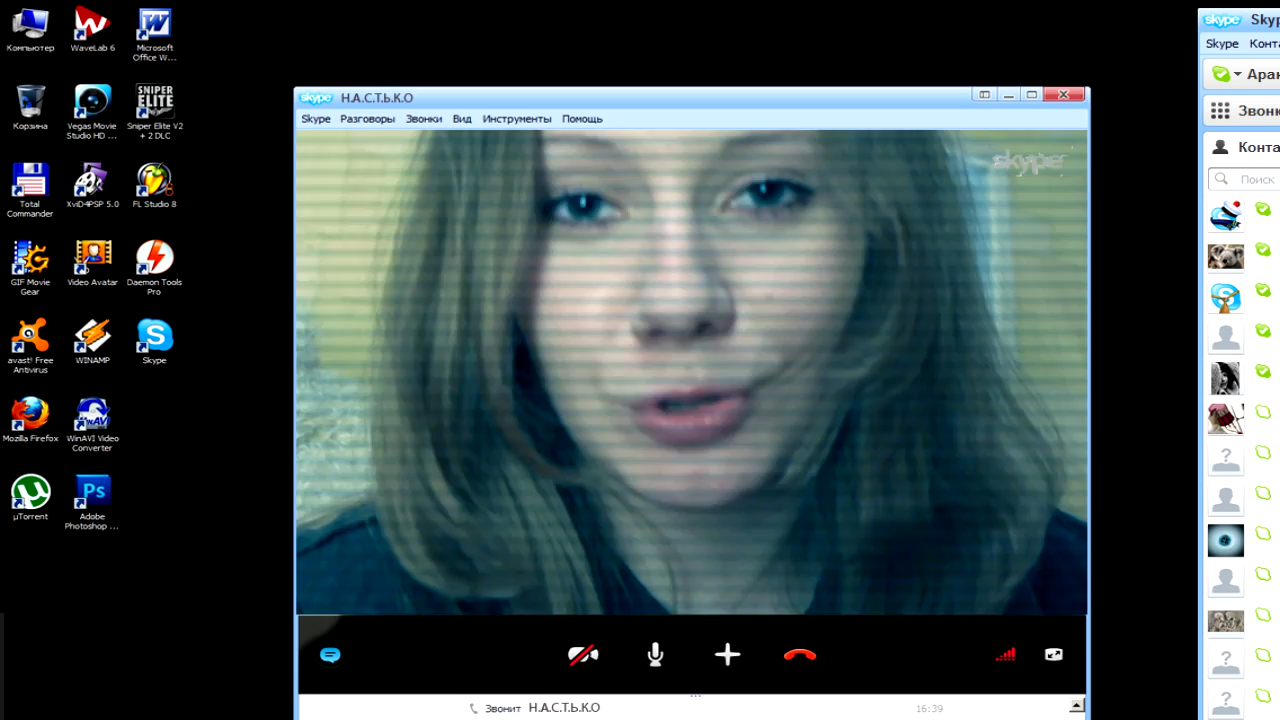 Компьютер
WaveLab 6
Microsoft
Office W...
Корзина
Vegas Movie
Studio HD ...
SNIPER
ELITE
Sniper Elite V2
+ 2 DLC
Total
Commander
XviD4PSP 5.0
FL Studio 8
GIF Movie
Gear
Video Avatar
Daemon Tools
Pro
avast! Free
Antivirus
WINAMP
Skype
Mozilla Firefox
WinAVI Video
Converter
µTorrent
Ps
Adobe
Photoshop ...
skype Н.А.С.Т.Ь.К.О
Skype Разговоры Звонки Вид Инструменты Помощь
skype
Звонит Н.А.С.Т.Ь.К.О 16:39
skype Skyp
Skype Конта
Аран
Звонк
Конта
Поиск